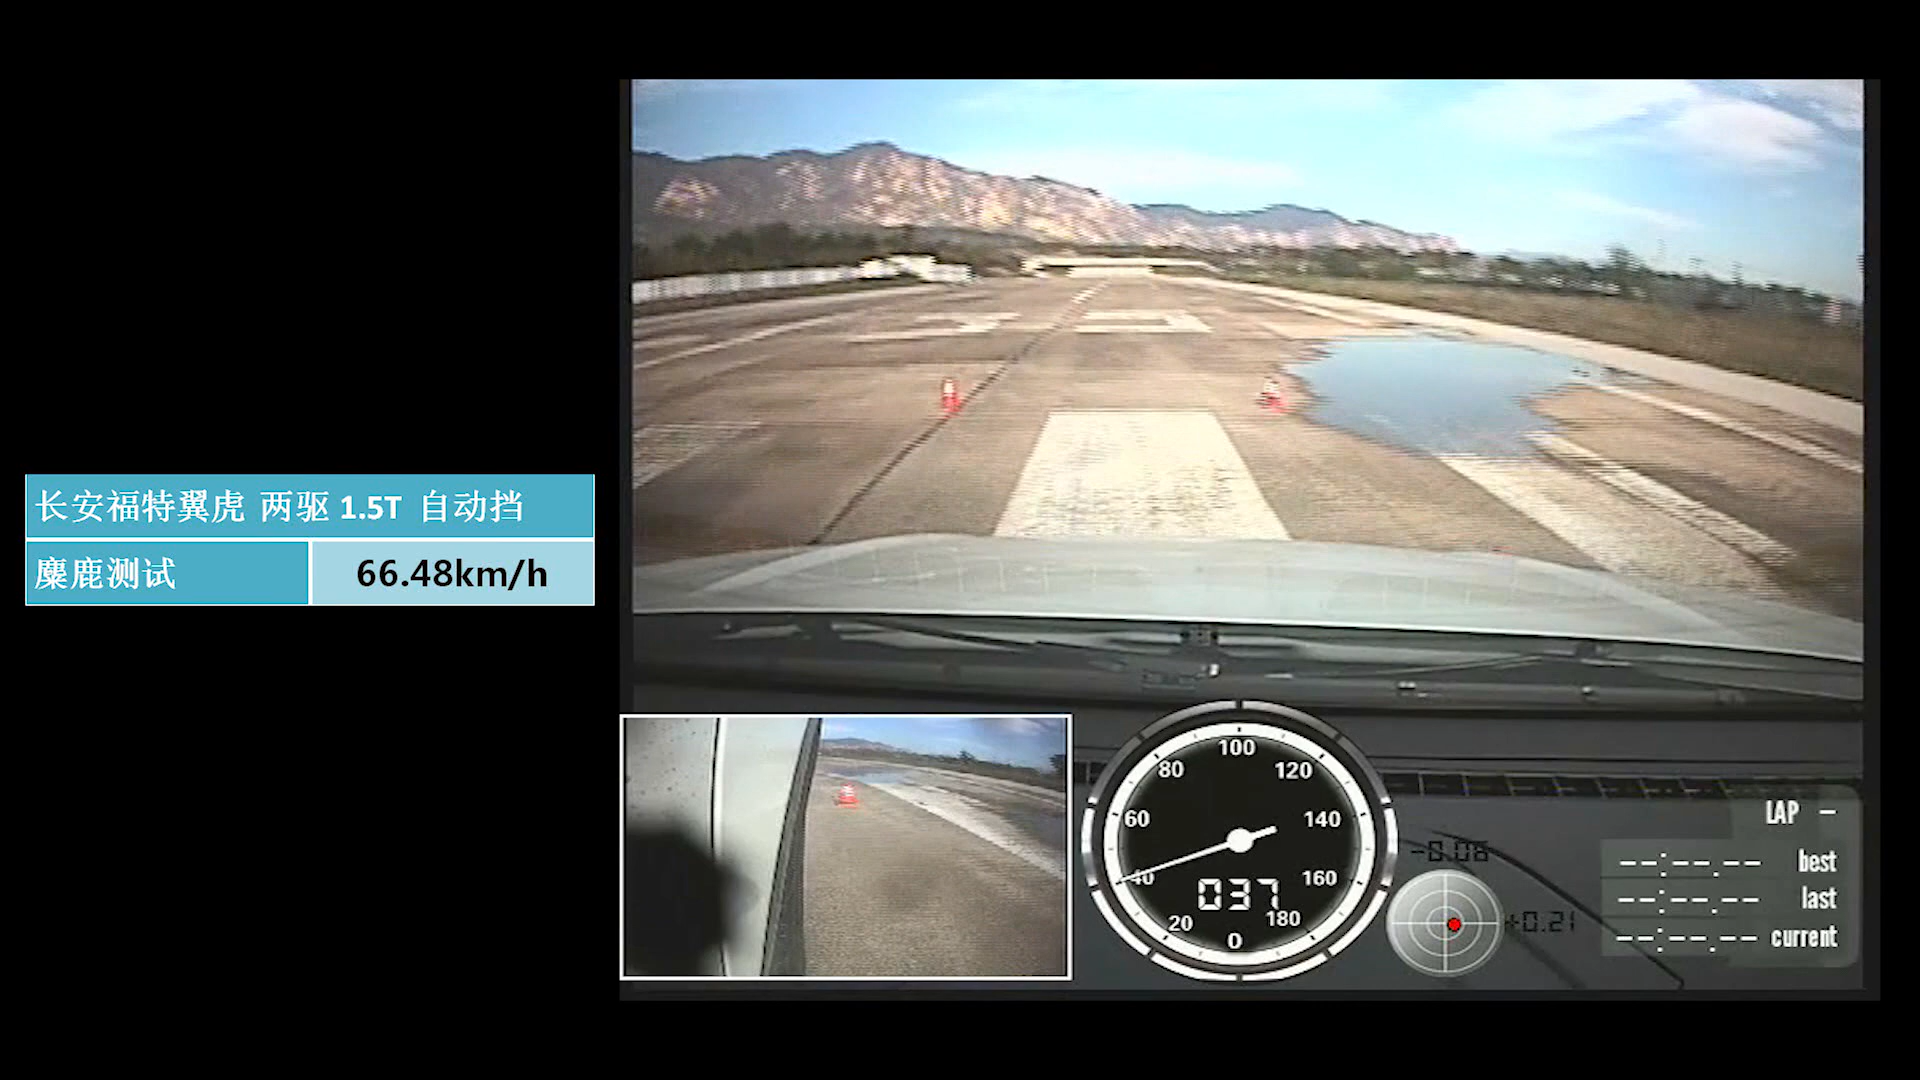 长安福特翼虎 两驱 1.5T 自动挡
麋鹿测试 66.48km/h
100
80 120
60 140
40 160
037
20 180
0
-0.06
+0.21
LAP –
--:--.-- best
--:--.-- last
--:--.-- current